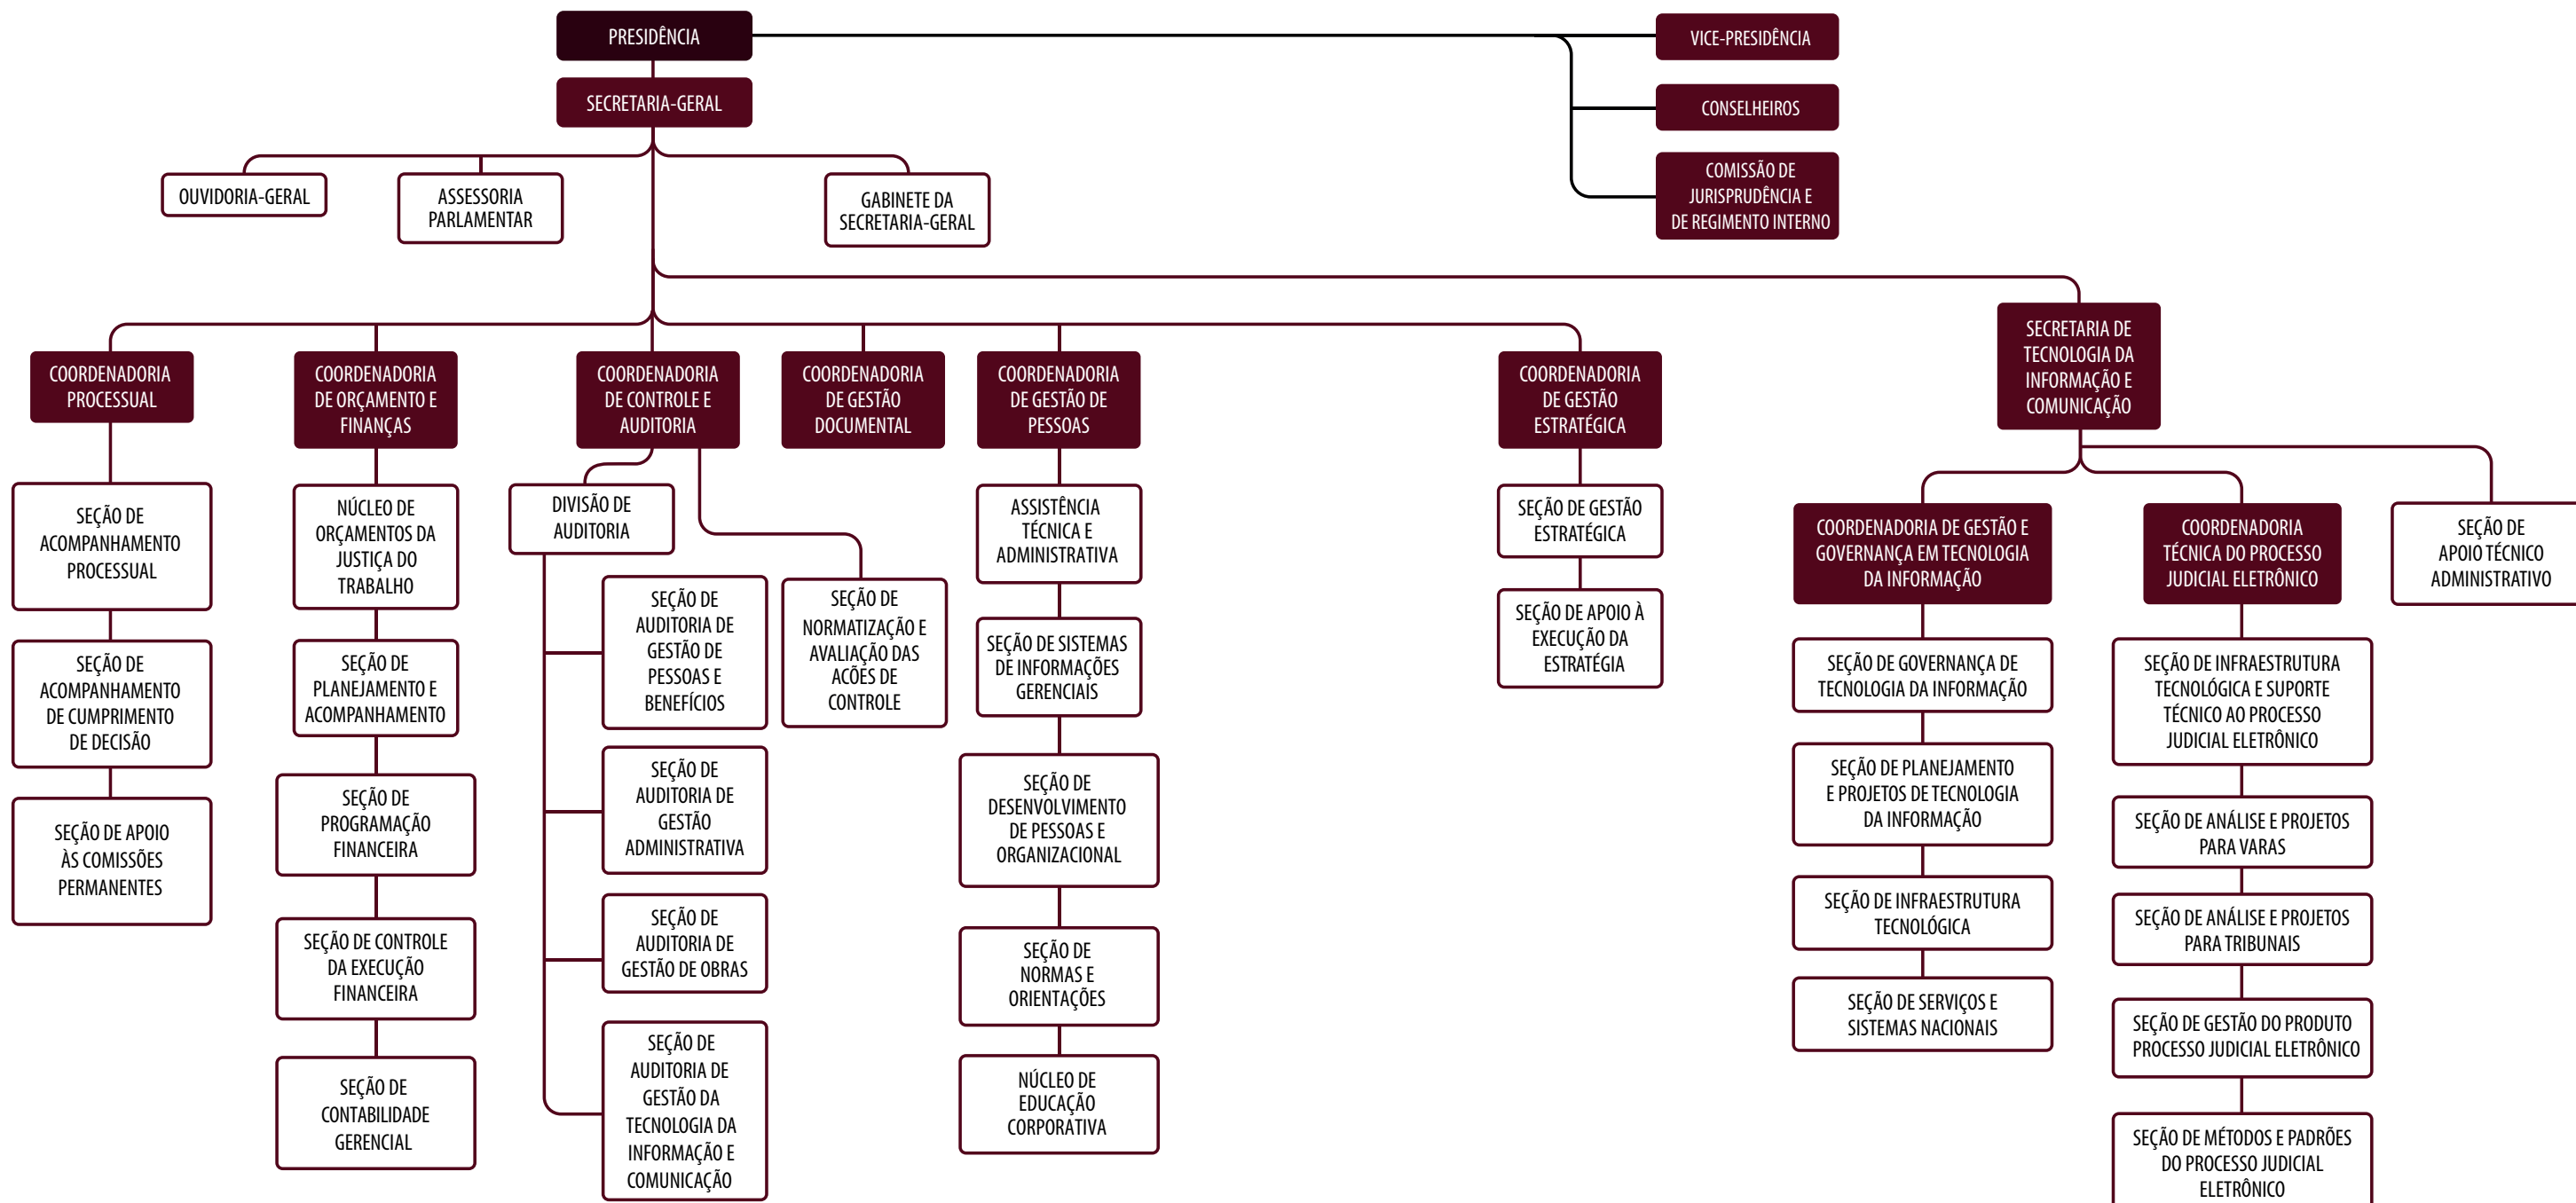 PRESIDÊNCIA
VICE-PRESIDÊNCIA
SECRETARIA-GERAL
CONSELHEIROS
COMISSÃO DE
JURISPRUDÊNCIA E
DE REGIMENTO INTERNO
OUVIDORIA-GERAL
ASSESSORIA
PARLAMENTAR
GABINETE DA
SECRETARIA-GERAL
COORDENADORIA
PROCESSUAL
SEÇÃO DE
ACOMPANHAMENTO
PROCESSUAL
SEÇÃO DE
ACOMPANHAMENTO
DE CUMPRIMENTO
DE DECISÃO
SEÇÃO DE APOIO
ÀS COMISSÕES
PERMANENTES
COORDENADORIA
DE ORÇAMENTO E
FINANÇAS
NÚCLEO DE
ORÇAMENTOS DA
JUSTIÇA DO
TRABALHO
SEÇÃO DE
PLANEJAMENTO E
ACOMPANHAMENTO
SEÇÃO DE
PROGRAMAÇÃO
FINANCEIRA
SEÇÃO DE CONTROLE
DA EXECUÇÃO
FINANCEIRA
SEÇÃO DE
CONTABILIDADE
GERENCIAL
COORDENADORIA
DE CONTROLE E
AUDITORIA
DIVISÃO DE
AUDITORIA
SEÇÃO DE
AUDITORIA DE
GESTÃO DE
PESSOAS E
BENEFÍCIOS
SEÇÃO DE
AUDITORIA DE
GESTÃO
ADMINISTRATIVA
SEÇÃO DE
AUDITORIA DE
GESTÃO DE OBRAS
SEÇÃO DE
AUDITORIA DE
GESTÃO DA
TECNOLOGIA DA
INFORMAÇÃO E
COMUNICAÇÃO
SEÇÃO DE
NORMATIZAÇÃO E
AVALIAÇÃO DAS
ACÕES DE
CONTROLE
COORDENADORIA
DE GESTÃO
DOCUMENTAL
COORDENADORIA
DE GESTÃO DE
PESSOAS
ASSISTÊNCIA
TÉCNICA E
ADMINISTRATIVA
SEÇÃO DE SISTEMAS
DE INFORMAÇÕES
GERENCIAIS
SEÇÃO DE
DESENVOLVIMENTO
DE PESSOAS E
ORGANIZACIONAL
SEÇÃO DE
NORMAS E
ORIENTAÇÕES
NÚCLEO DE
EDUCAÇÃO
CORPORATIVA
COORDENADORIA
DE GESTÃO
ESTRATÉGICA
SEÇÃO DE GESTÃO
ESTRATÉGICA
SEÇÃO DE APOIO À
EXECUÇÃO DA
ESTRATÉGIA
SECRETARIA DE
TECNOLOGIA DA
INFORMAÇÃO E
COMUNICAÇÃO
COORDENADORIA DE GESTÃO E
GOVERNANÇA EM TECNOLOGIA
DA INFORMAÇÃO
SEÇÃO DE GOVERNANÇA DE
TECNOLOGIA DA INFORMAÇÃO
SEÇÃO DE PLANEJAMENTO
E PROJETOS DE TECNOLOGIA
DA INFORMAÇÃO
SEÇÃO DE INFRAESTRUTURA
TECNOLÓGICA
SEÇÃO DE SERVIÇOS E
SISTEMAS NACIONAIS
COORDENADORIA
TÉCNICA DO PROCESSO
JUDICIAL ELETRÔNICO
SEÇÃO DE INFRAESTRUTURA
TECNOLÓGICA E SUPORTE
TÉCNICO AO PROCESSO
JUDICIAL ELETRÔNICO
SEÇÃO DE ANÁLISE E PROJETOS
PARA VARAS
SEÇÃO DE ANÁLISE E PROJETOS
PARA TRIBUNAIS
SEÇÃO DE GESTÃO DO PRODUTO
PROCESSO JUDICIAL ELETRÔNICO
SEÇÃO DE MÉTODOS E PADRÕES
DO PROCESSO JUDICIAL
ELETRÔNICO
SEÇÃO DE
APOIO TÉCNICO
ADMINISTRATIVO